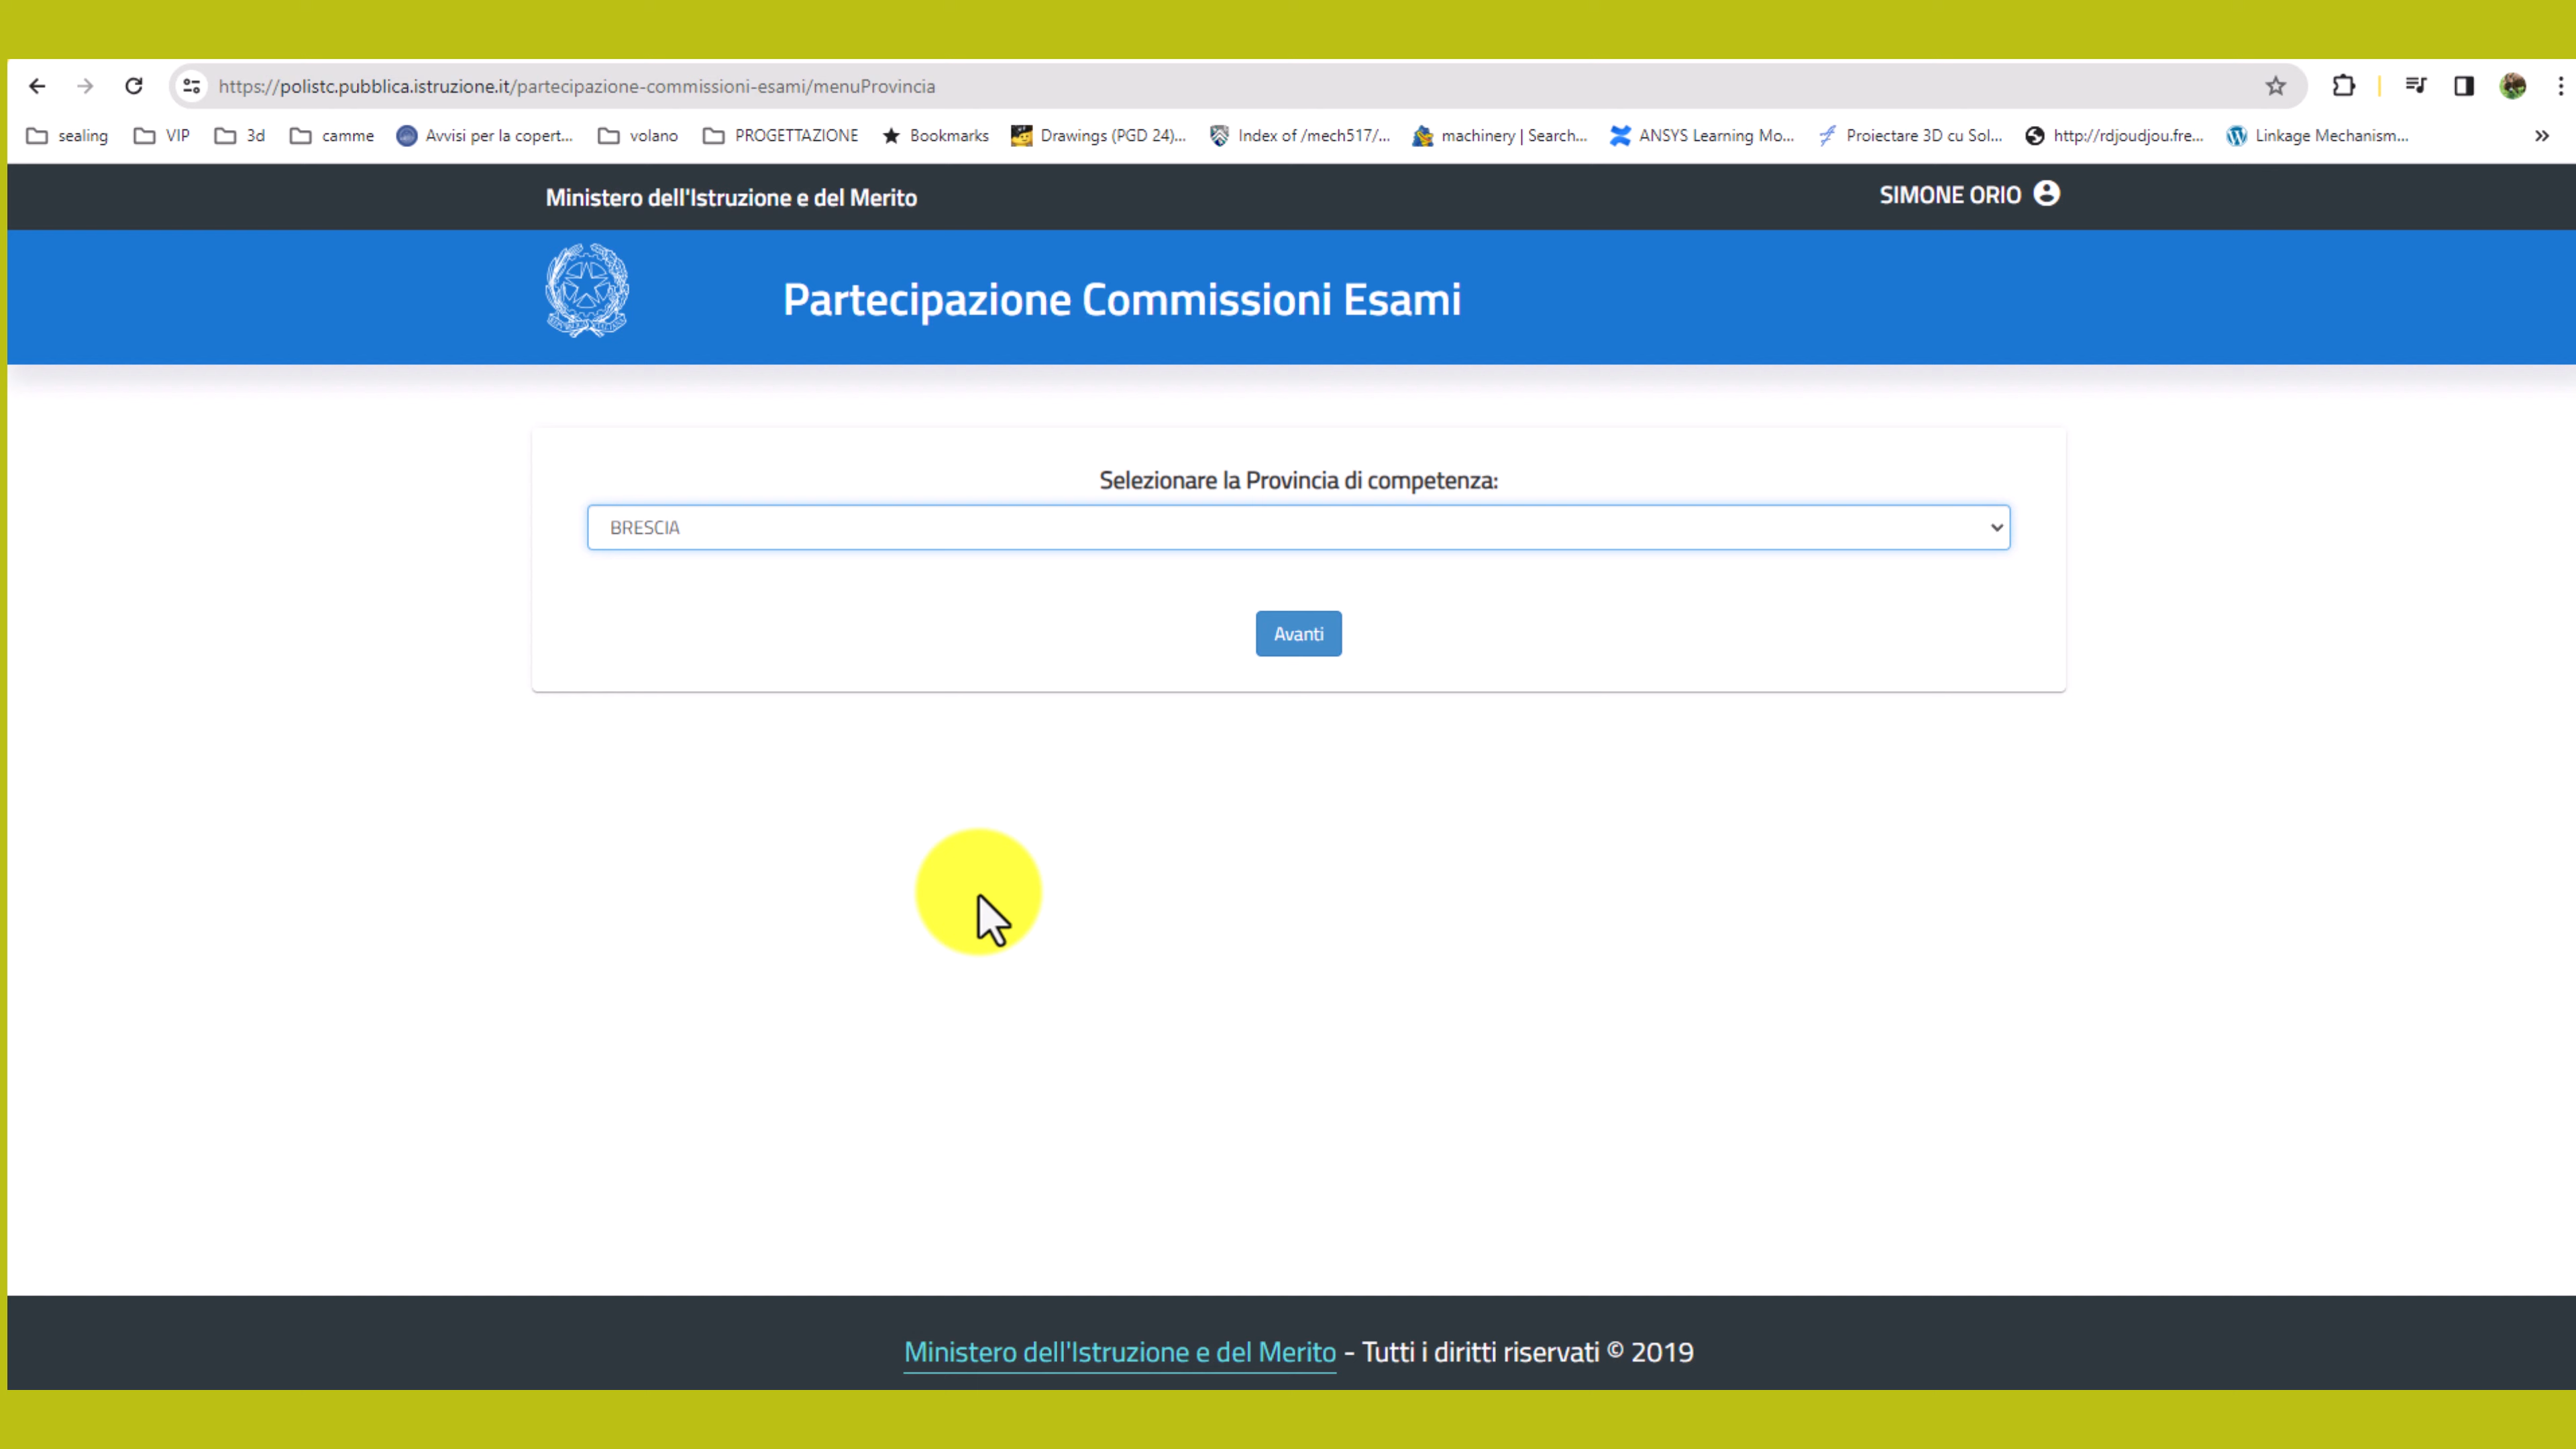 https://polistc.pubblica.istruzione.it/partecipazione-commissioni-esami/menuProvincia
sealing VIP 3d camme Avvisi per la copert... volano PROGETTAZIONE Bookmarks Drawings (PGD 24)... Index of /mech517/... machinery | Search... ANSYS Learning Mo... Proiectare 3D cu Sol... http://rdjoudjou.fre... Linkage Mechanism... »
Ministero dell'Istruzione e del Merito SIMONE ORIO
Partecipazione Commissioni Esami
Selezionare la Provincia di competenza:
BRESCIA
Avanti
Ministero dell'Istruzione e del Merito - Tutti i diritti riservati © 2019